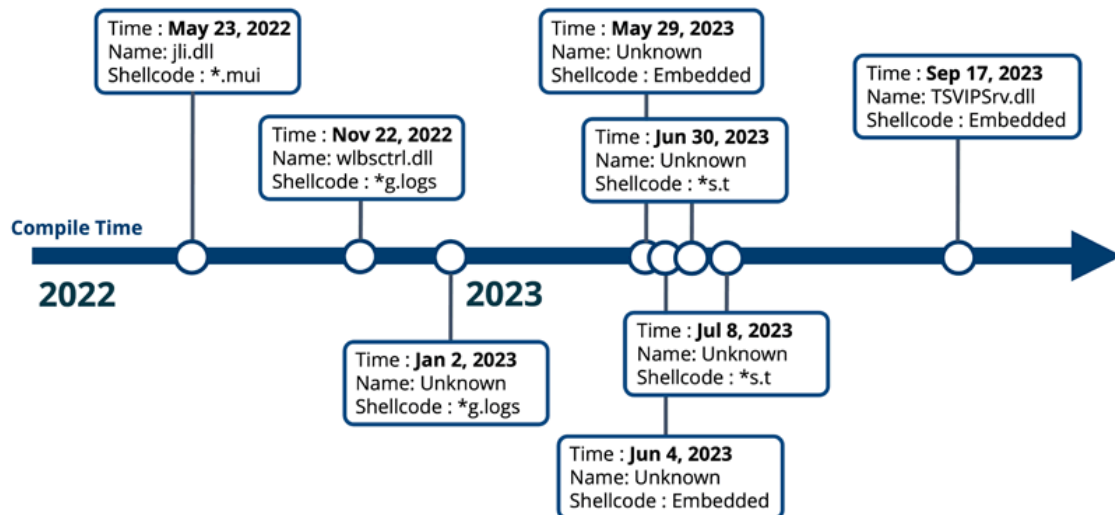 Time : May 23, 2022
Name: jli.dll
Shellcode : *.mui
Time : Nov 22, 2022
Name: wlbsctrl.dll
Shellcode : *g.logs
Time : May 29, 2023
Name: Unknown
Shellcode : Embedded
Time : Jun 30, 2023
Name: Unknown
Shellcode : *s.t
Time : Sep 17, 2023
Name: TSVIPSrv.dll
Shellcode : Embedded
Compile Time
2022
2023
Time : Jan 2, 2023
Name: Unknown
Shellcode : *g.logs
Time : Jul 8, 2023
Name: Unknown
Shellcode : *s.t
Time : Jun 4, 2023
Name: Unknown
Shellcode : Embedded